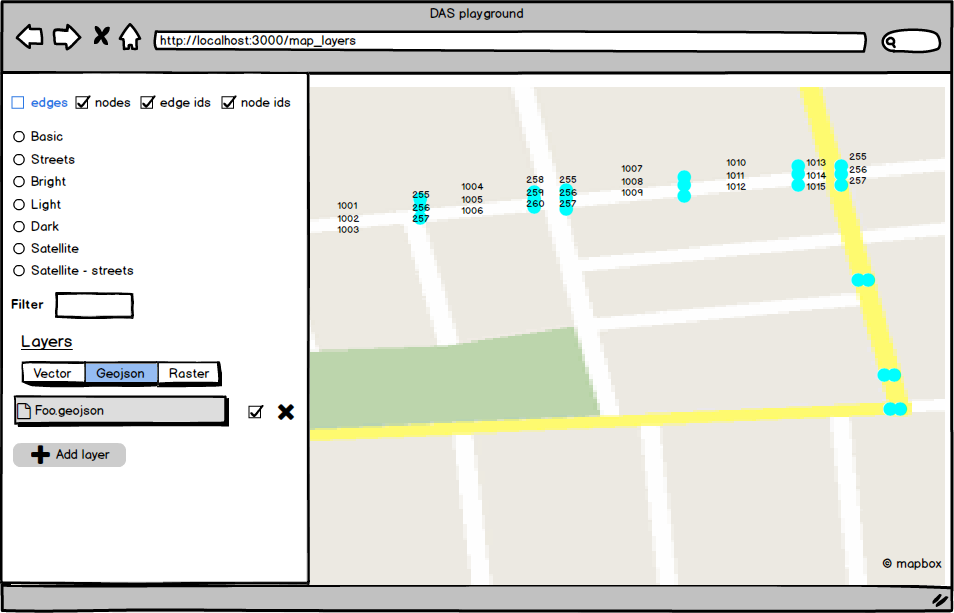 DAS playground
http://localhost:3000/map_layers
edges nodes edge ids node ids
Basic
Streets
Bright
Light
Dark
Satellite
Satellite - streets
Filter
Layers
Vector Geojson Raster
Foo.geojson
Add layer
1001
1002
1003
255
256
257
1004
1005
1006
258
259
260
255
256
257
1007
1008
1009
1010
1011
1012
1013
1014
1015
255
256
257
© mapbox